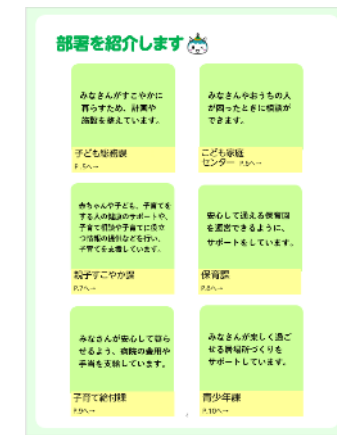 部署を紹介します
みなさんがすこやかに
暮らすため、計画や
施設を整えています。
子ども総務課
P.5へ→
みなさんやおうちの人
が困ったときに相談が
できます。
こども家庭
センター P.6へ→
赤ちゃんや子ども、子育てを
する人の健康のサポートや、
子育て相談や子育てに役立
つ情報の提供などを行い、
子育てを支援しています。
親子すこやか課
P.7へ→
安心して通える保育園
を運営できるように、
サポートをしています。
保育課
P.8へ→
みなさんが安心して暮ら
せるよう、病院の費用や
手当を支給しています。
子育て給付課
P.9へ→
みなさんが楽しく過ご
せる居場所づくりを
サポートしています。
青少年課
P.10へ→